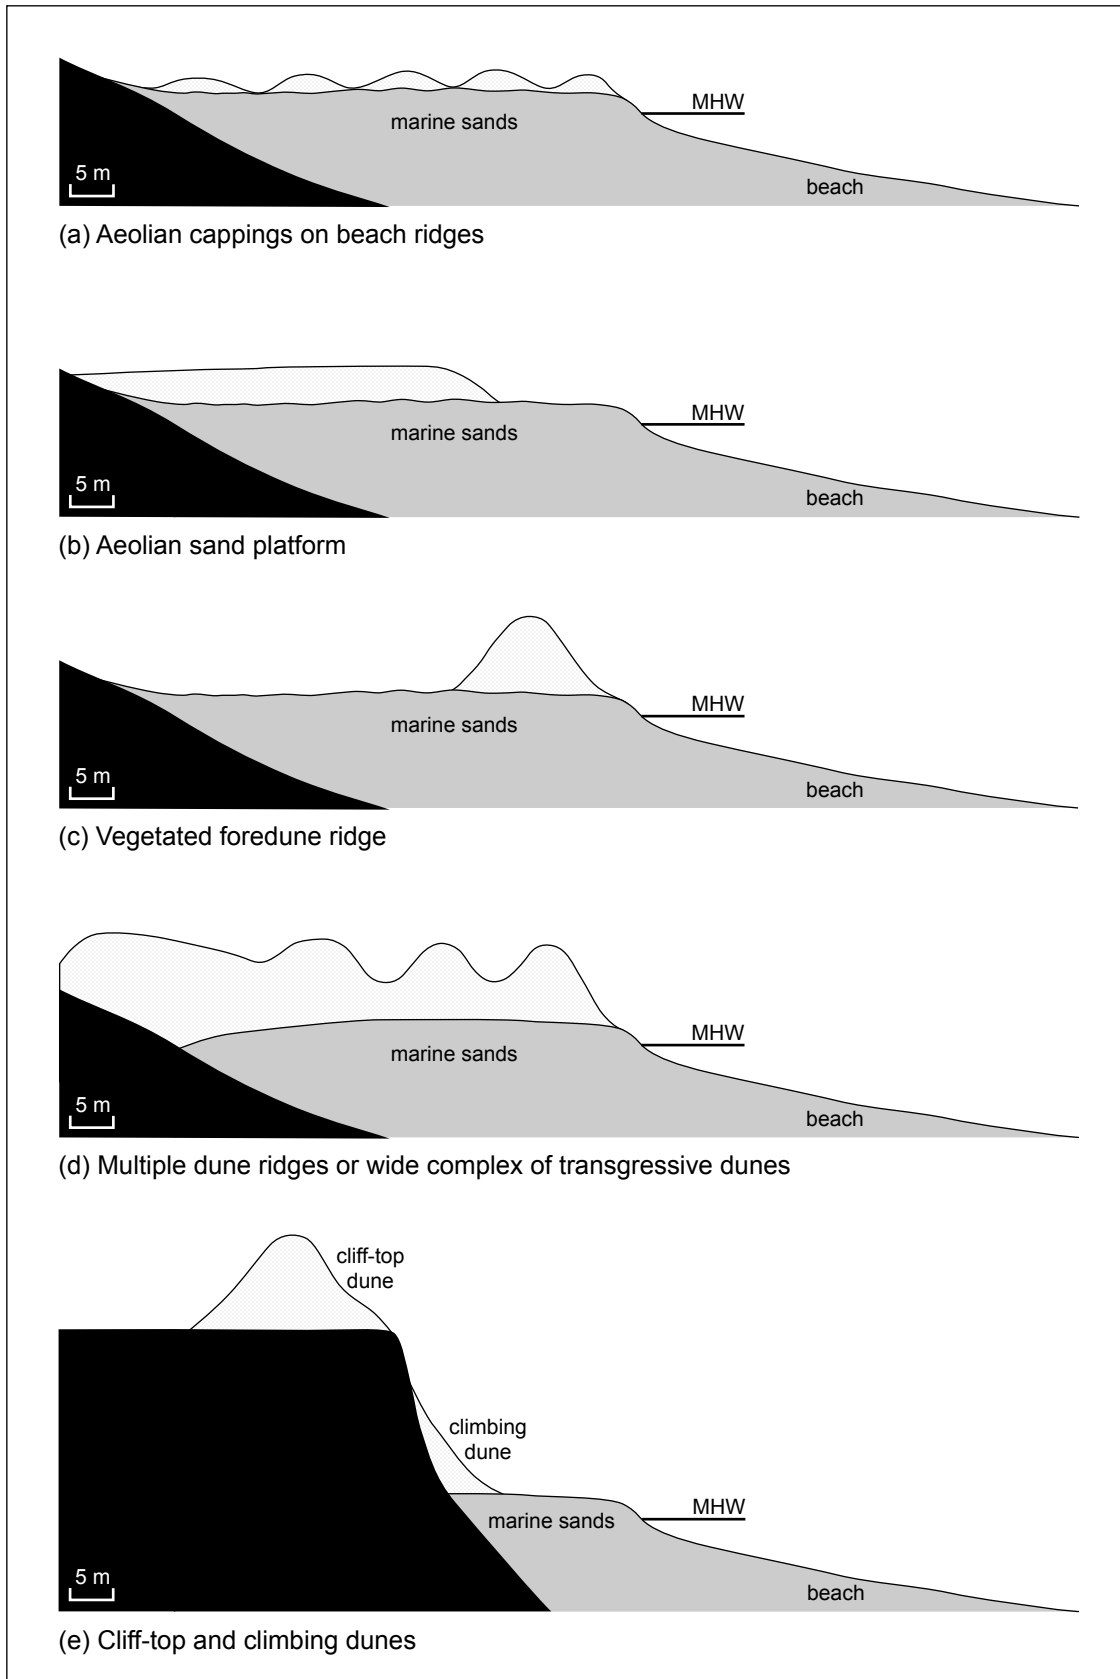 MHW
marine sands
5 m
beach
(a) Aeolian cappings on beach ridges
MHW
marine sands
5 m
beach
(b) Aeolian sand platform
MHW
marine sands
5 m
beach
(c) Vegetated foredune ridge
MHW
marine sands
5 m
beach
(d) Multiple dune ridges or wide complex of transgressive dunes
cliff-top
dune
climbing
dune
MHW
marine sands
5 m
beach
(e) Cliff-top and climbing dunes